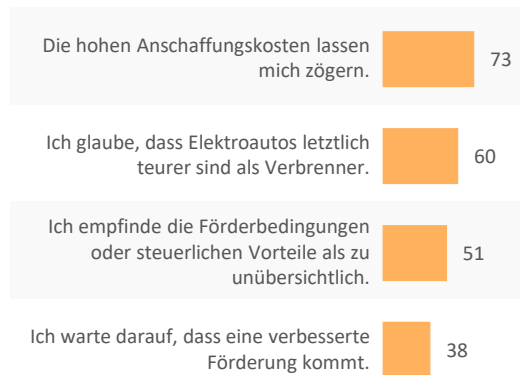 Die hohen Anschaffungskosten lassen
mich zögern.
73
Ich glaube, dass Elektroautos letztlich
teurer sind als Verbrenner.
60
Ich empfinde die Förderbedingungen
oder steuerlichen Vorteile als zu
unübersichtlich.
51
Ich warte darauf, dass eine verbesserte
Förderung kommt.
38